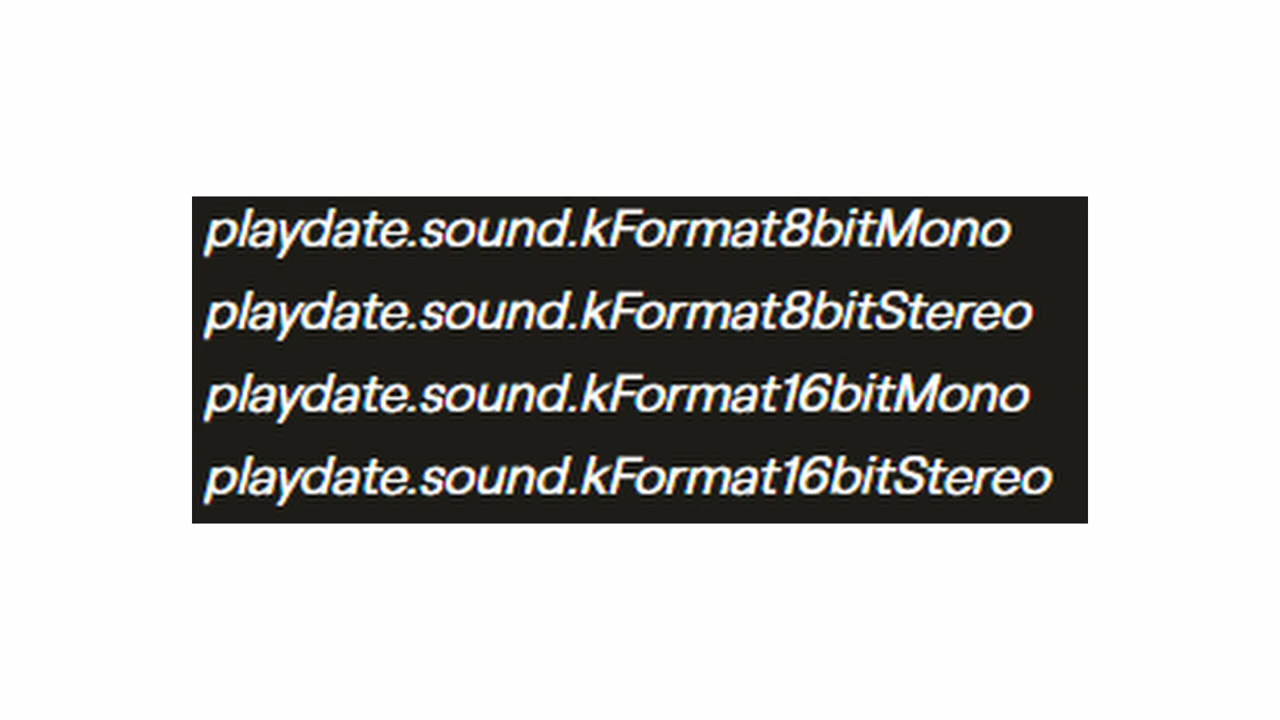 playdate.sound.kFormat8bitMono
playdate.sound.kFormat8bitStereo
playdate.sound.kFormat16bitMono
playdate.sound.kFormat16bitStereo